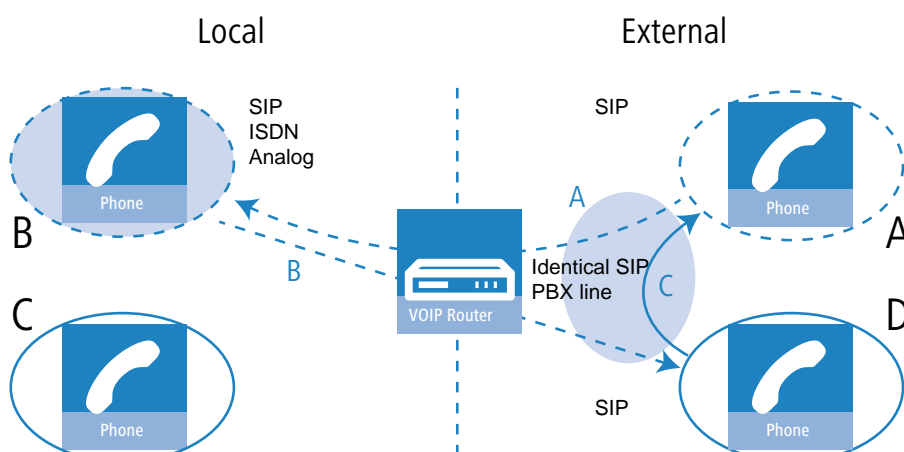 Local
External
SIP
ISDN
Analog
SIP
Phone
Phone
A
B
A
B
Identical SIP
PBX line
C
VOIP Router
C
D
Phone
SIP
Phone